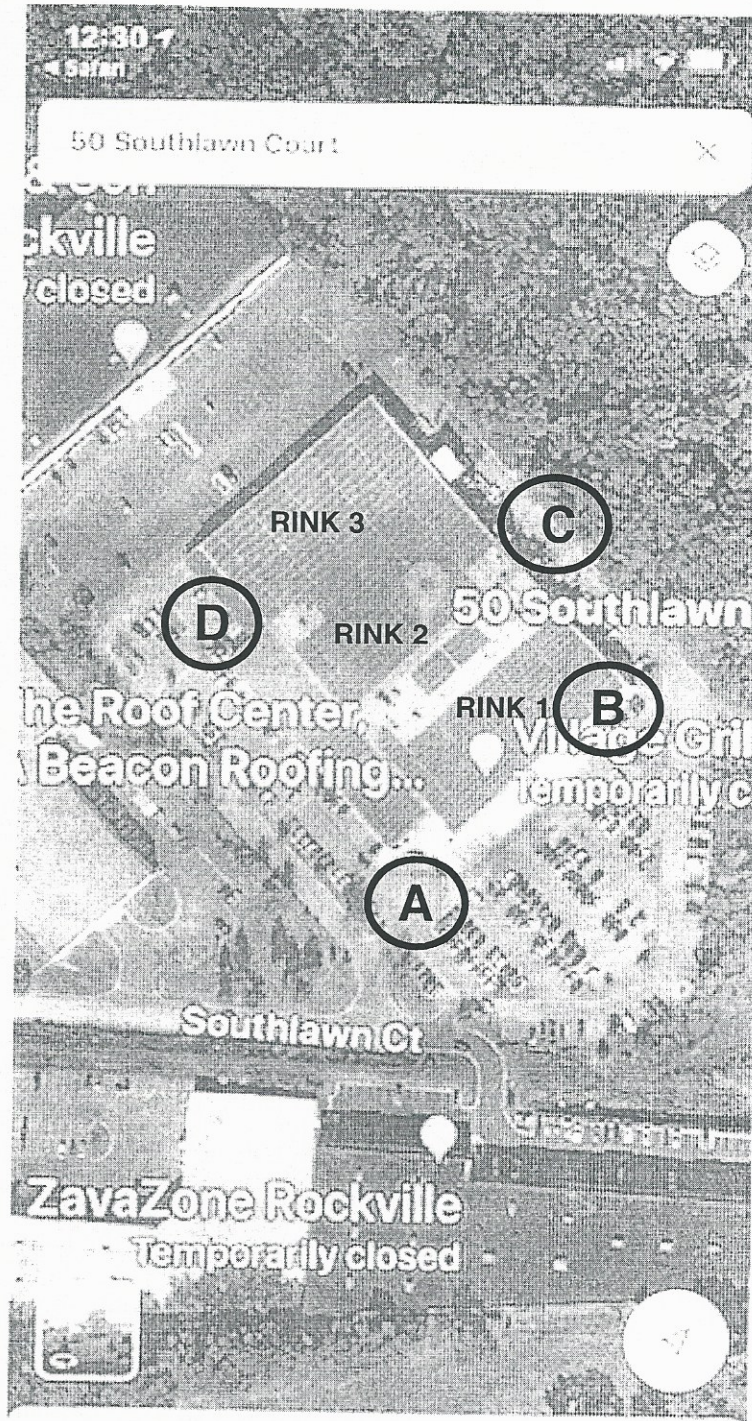 12:30
Safari
50 Southlawn Court
ckville
closed
RINK 3
C
D
RINK 2
50 Southlawn
RINK 1
B
he Roof Center,
A Beacon Roofing...
Village Gril
Temporarily c
A
Southlawn Ct
ZavaZone Rockville
Temporarily closed